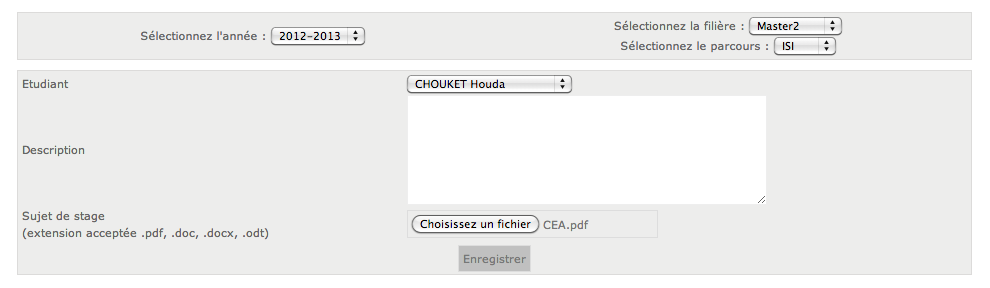 Sélectionnez l'année : 2012-2013
Sélectionnez la filière : Master2
Sélectionnez le parcours : ISI
Etudiant CHOUKET Houda
Description
Sujet de stage
(extension acceptée .pdf, .doc, .docx, .odt) Choisissez un fichier CEA.pdf
Enregistrer